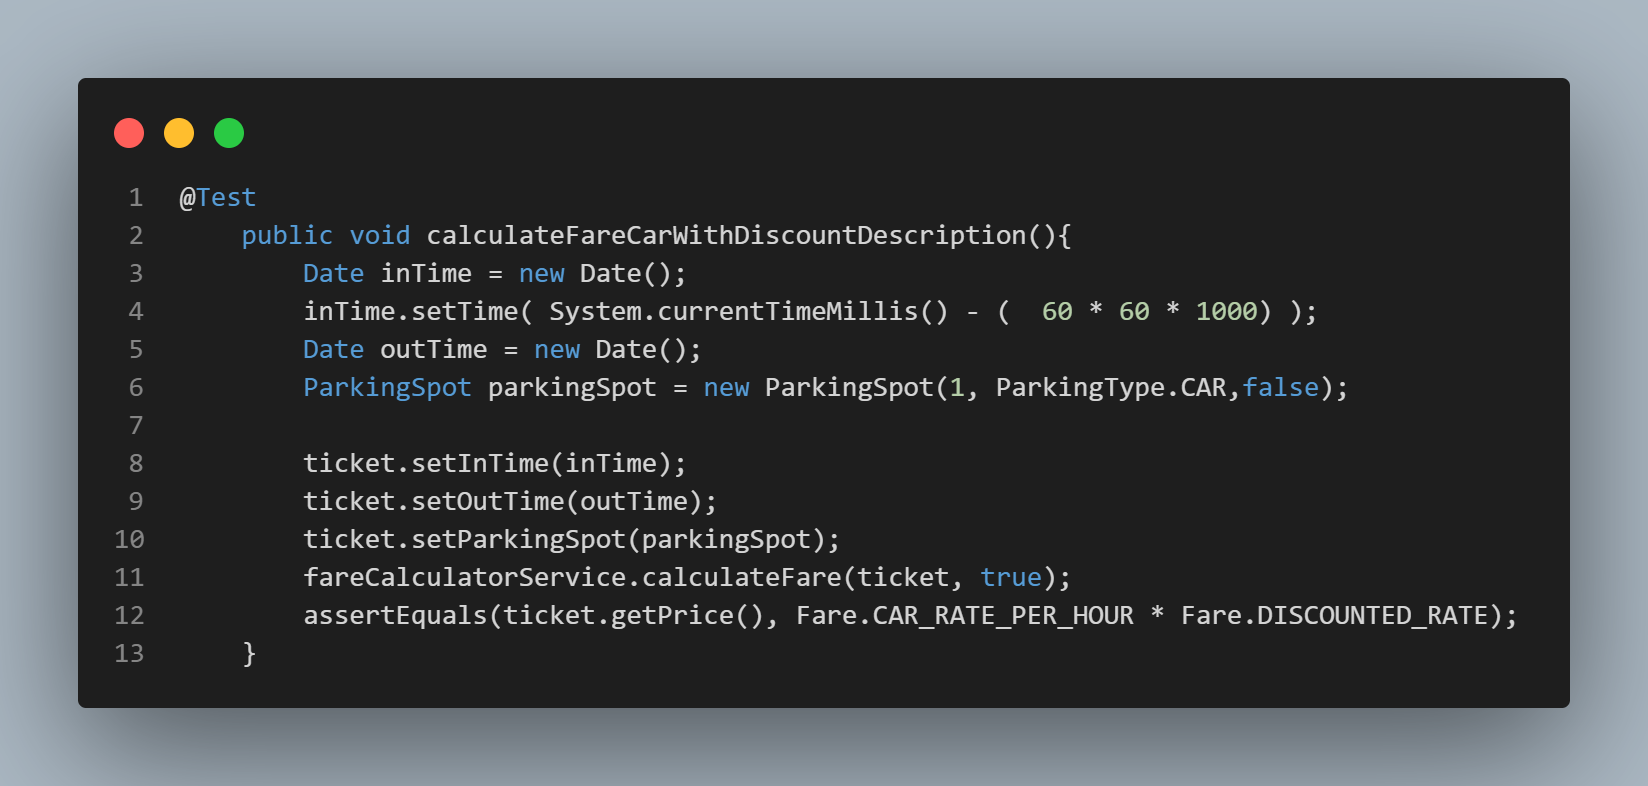 1 @Test
2     public void calculateFareCarWithDiscountDescription(){
3         Date inTime = new Date();
4         inTime.setTime( System.currentTimeMillis() - (  60 * 60 * 1000) );
5         Date outTime = new Date();
6         ParkingSpot parkingSpot = new ParkingSpot(1, ParkingType.CAR,false);
7
8         ticket.setInTime(inTime);
9         ticket.setOutTime(outTime);
10         ticket.setParkingSpot(parkingSpot);
11         fareCalculatorService.calculateFare(ticket, true);
12         assertEquals(ticket.getPrice(), Fare.CAR_RATE_PER_HOUR * Fare.DISCOUNTED_RATE);
13     }